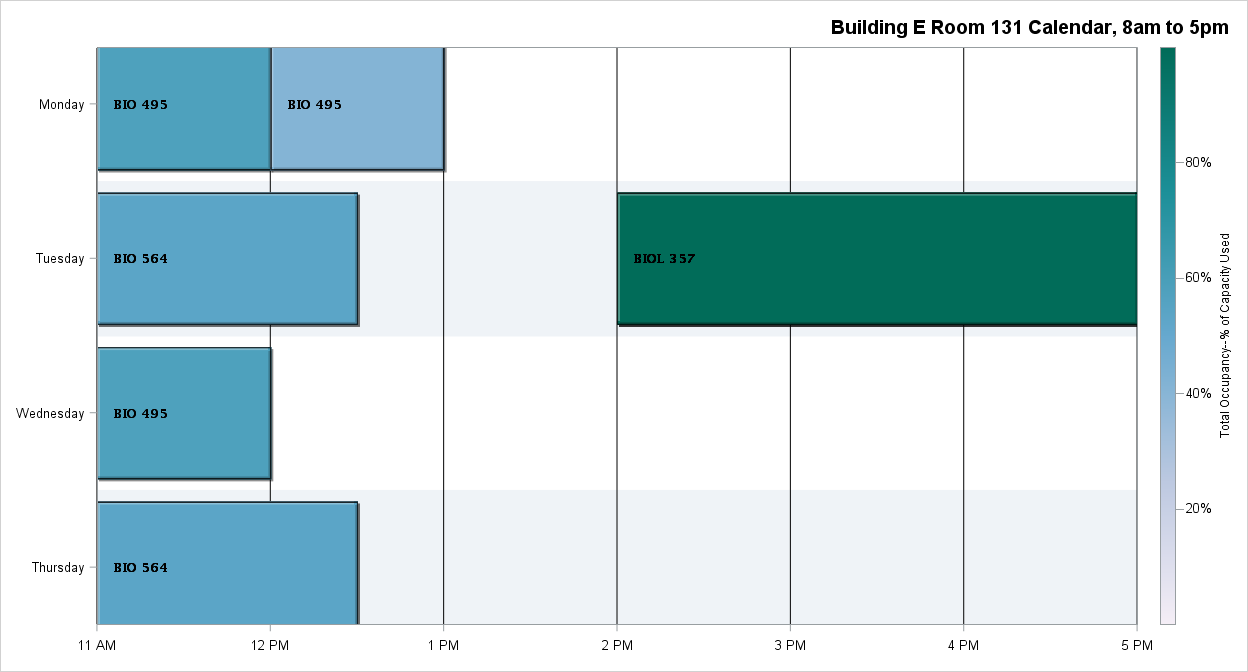 Building E Room 131 Calendar, 8am to 5pm
Monday
BIO 495
BIO 495
Tuesday
BIO 564
BIOL 357
Wednesday
BIO 495
Thursday
BIO 564
11 AM
12 PM
1 PM
2 PM
3 PM
4 PM
5 PM
80%
60%
40%
20%
Total Occupancy--% of Capacity Used